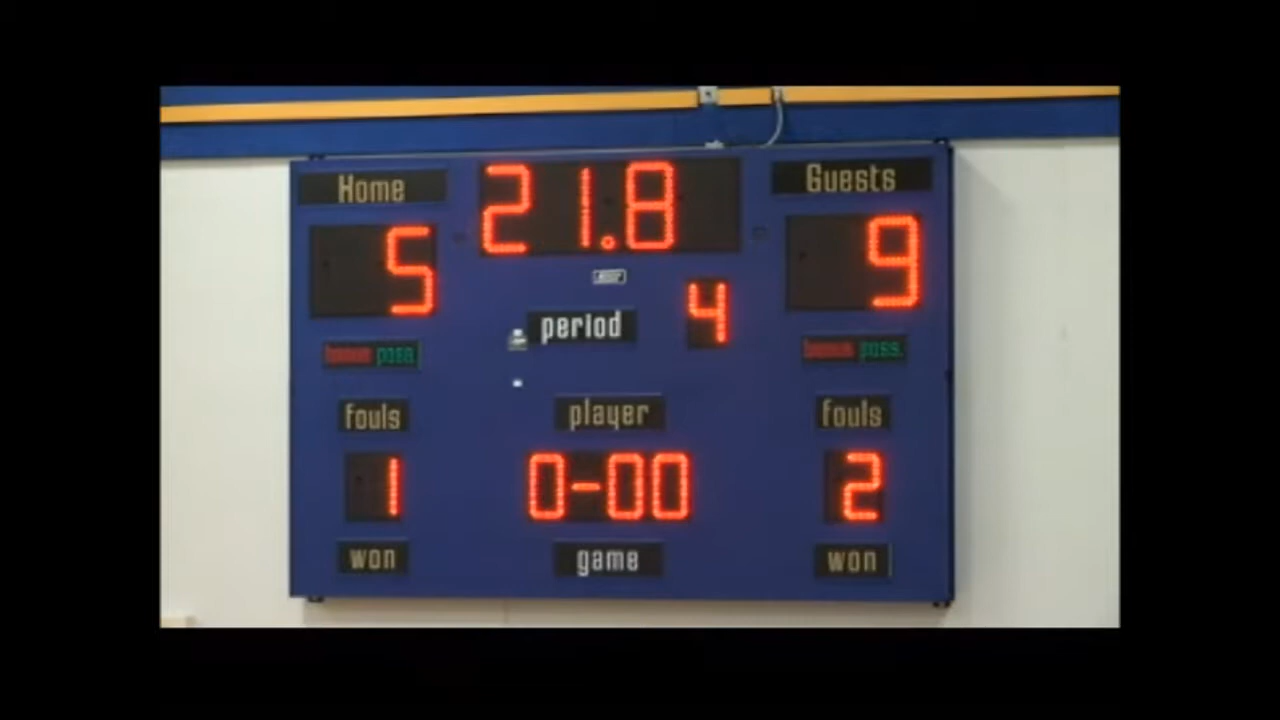 Home 21.8 Guests
5 9
period 4
bonus poss. bonus poss.
fouls player fouls
1 0-00 2
won game won